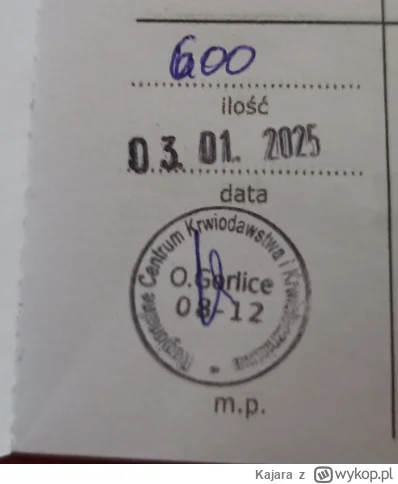 600
ilość
03. 01. 2025
data
Regionalne Centrum Krwiodawstwa i Krwiolecznictwa
O.Gorlice
08-12
m.p.
Kajara z wykop.pl